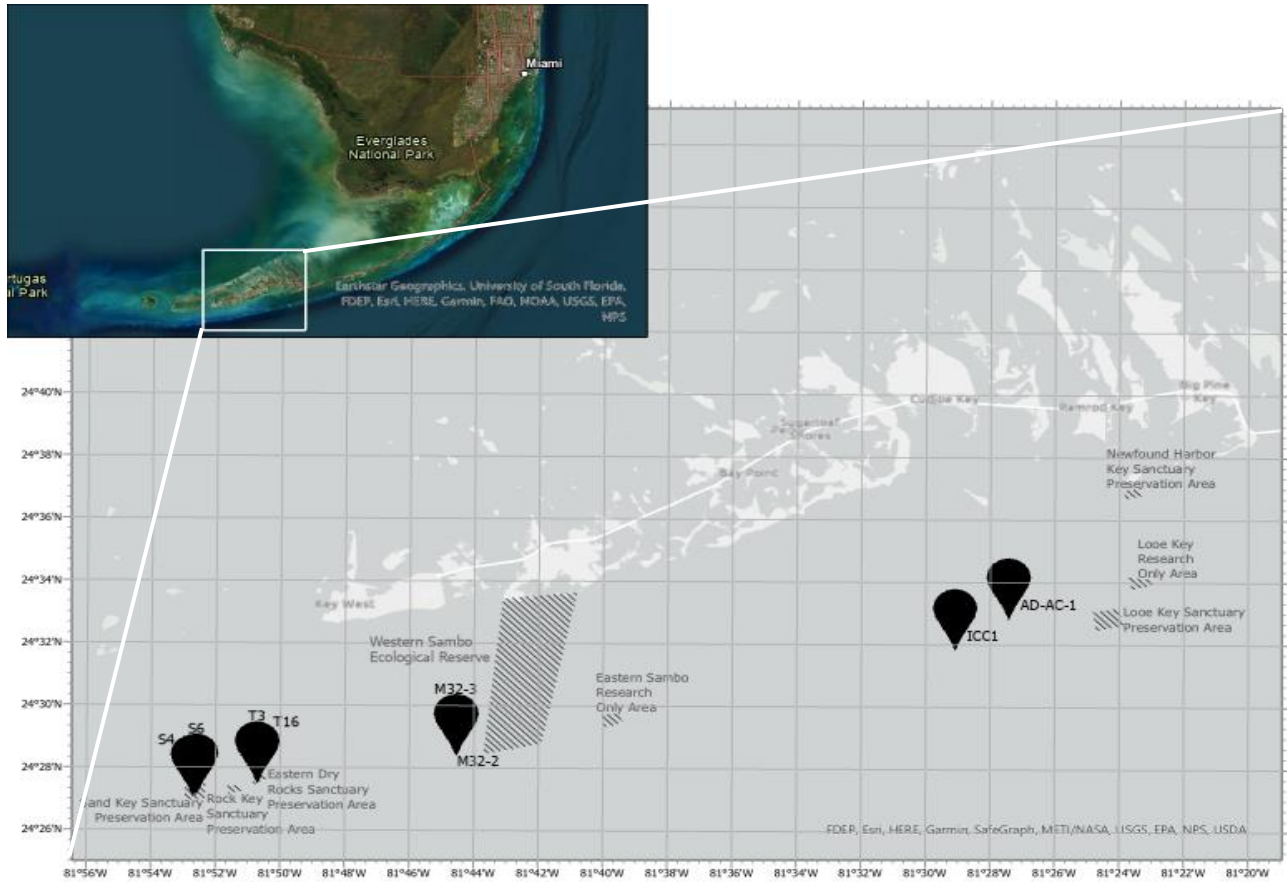 Miami
Everglades
National Park
rtugas
al Park
Earthstar Geographics, University of South Florida,
FDEP, Esri, HERE, Garmin, FAO, NOAA, USGS, EPA,
NPS
24°40'N
24°38'N
24°36'N
24°34'N
24°32'N
24°30'N
24°28'N
24°26'N
Big Pine
Key
Cudjoe Key
Ramrod Key
Sugarloaf
Shores
Bay Point
Key West
Newfound Harbor
Key Sanctuary
Preservation Area
Looe Key
Research
Only Area
AD-AC-1
Looe Key Sanctuary
Preservation Area
ICC1
Western Sambo
Ecological Reserve
Eastern Sambo
Research
Only Area
M32-3
M32-2
S6
S4
T3
T16
Eastern Dry
Rocks Sanctuary
Preservation Area
Sand Key Sanctuary
Preservation Area
Rock Key
Sanctuary
Preservation Area
FDEP, Esri, HERE, Garmin, SafeGraph, METI/NASA, USGS, EPA, NPS, USDA
81°56'W 81°54'W 81°52'W 81°50'W 81°48'W 81°46'W 81°44'W 81°42'W 81°40'W 81°38'W 81°36'W 81°34'W 81°32'W 81°30'W 81°29'W 81°27'W 81°26'W 81°24'W 81°22'W 81°20'W